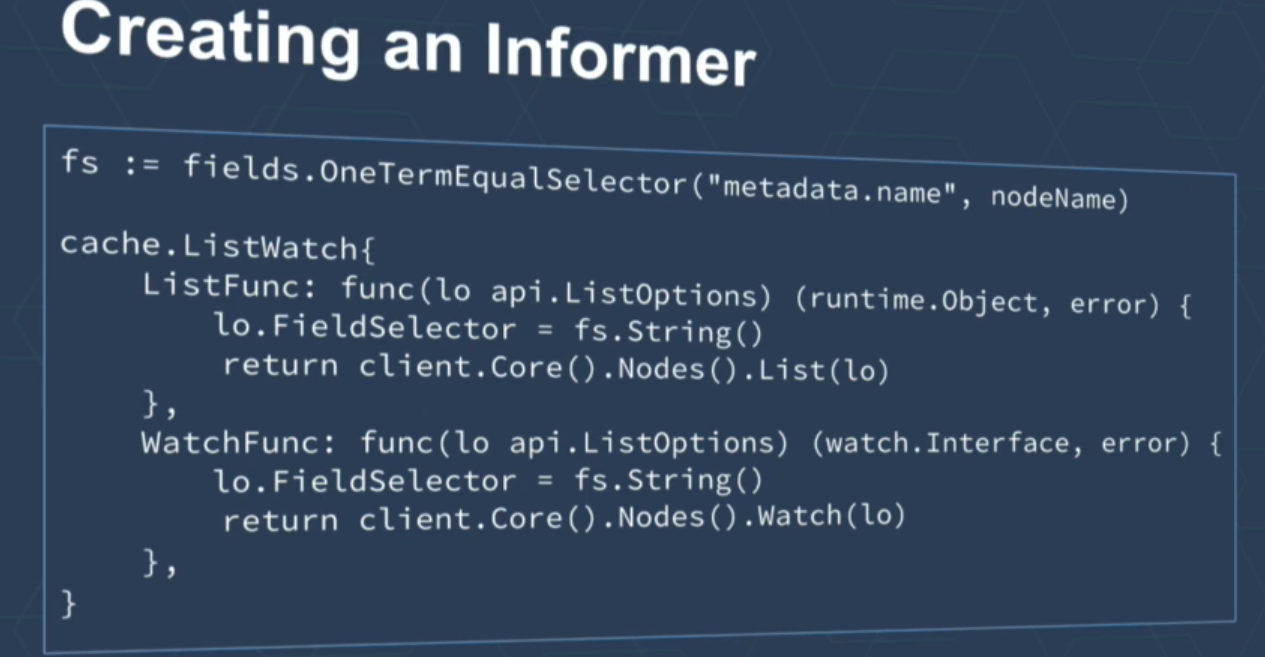 Creating an Informer
fs := fields.OneTermEqualSelector("metadata.name", nodeName)
cache.ListWatch{
ListFunc: func(lo api.ListOptions) (runtime.Object, error) {
lo.FieldSelector = fs.String()
return client.Core().Nodes().List(lo)
},
WatchFunc: func(lo api.ListOptions) (watch.Interface, error) {
lo.FieldSelector = fs.String()
return client.Core().Nodes().Watch(lo)
},
}